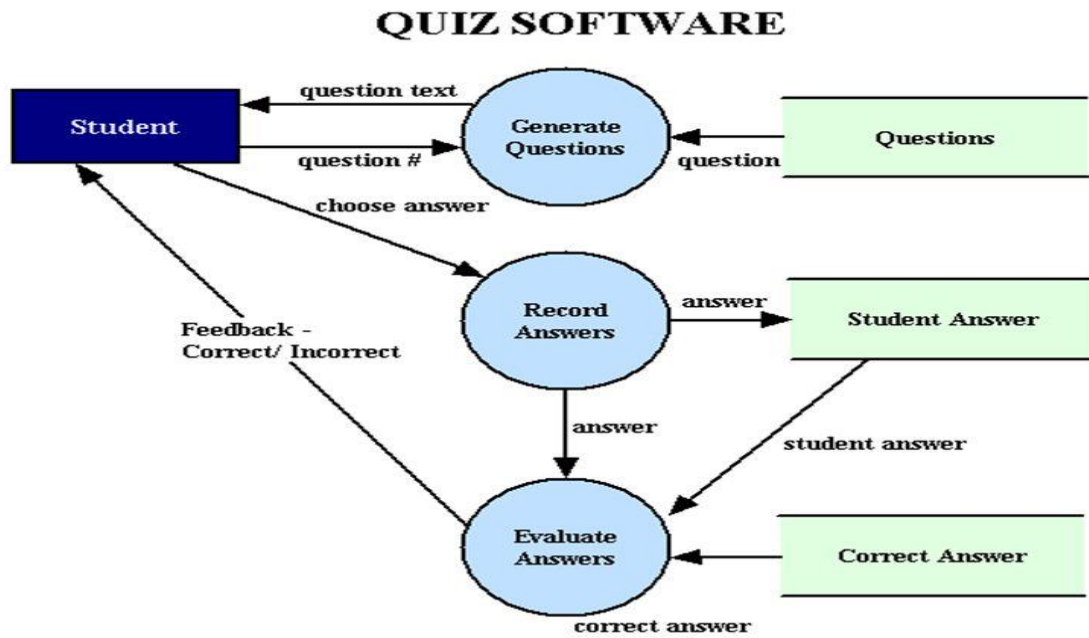 QUIZ SOFTWARE
question text
Student
Generate
Questions
Questions
question #
question
choose answer
Record
Answers
answer
Student Answer
Feedback -
Correct/ Incorrect
answer
student answer
Evaluate
Answers
Correct Answer
correct answer